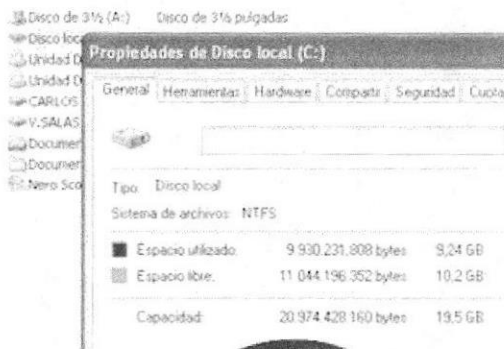 Disco de 3½ (A:) Disco de 3½ pulgadas
Disco loca
Unidad D
Unidad D
CARLOS
V.SALAS
Documen
Documen
Nero Sco
Propiedades de Disco local (C:)
General Herramientas Hardware Compartir Seguridad Cuota
Tipo: Disco local
Sistema de archivos: NTFS
Espacio utilizado: 9.930.231.808 bytes 9,24 GB
Espacio libre: 11.044.196.352 bytes 10,2 GB
Capacidad: 20.974.428.160 bytes 19,5 GB